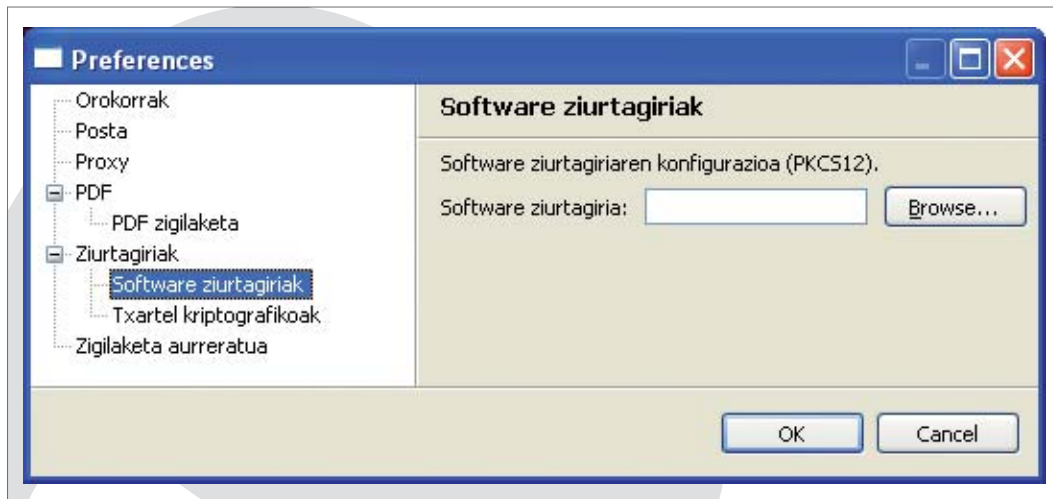 Preferences
Orokorrak
Posta
Proxy
PDF
PDF zigilaketa
Ziurtagiriak
Software ziurtagiriak
Txartel kriptografikoak
Zigilaketa aurreratua
Software ziurtagiriak
Software ziurtagiriaren konfigurazioa (PKCS12).
Software ziurtagiria:
Browse...
OK
Cancel